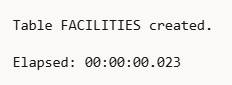 Table FACILITIES created.
Elapsed: 00:00:00.023